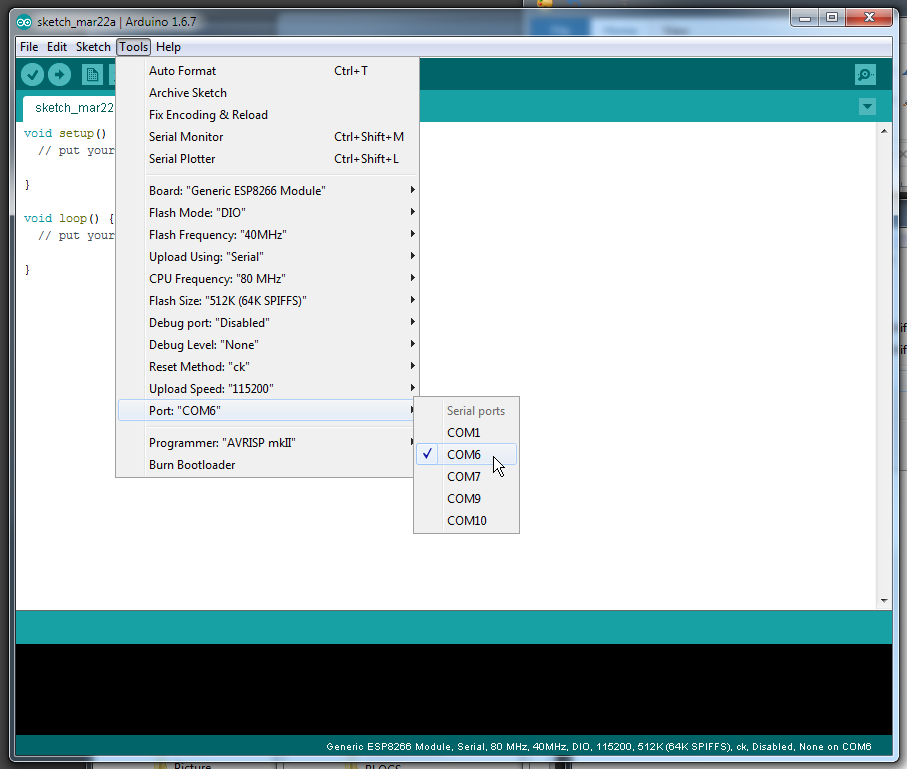 sketch_mar22a | Arduino 1.6.7
File Edit Sketch Tools Help
sketch_mar22
void setup()
// put your
}
void loop() {
// put your
}
Auto Format Ctrl+T
Archive Sketch
Fix Encoding & Reload
Serial Monitor Ctrl+Shift+M
Serial Plotter Ctrl+Shift+L
Board: "Generic ESP8266 Module"
Flash Mode: "DIO"
Flash Frequency: "40MHz"
Upload Using: "Serial"
CPU Frequency: "80 MHz"
Flash Size: "512K (64K SPIFFS)"
Debug port: "Disabled"
Debug Level: "None"
Reset Method: "ck"
Upload Speed: "115200"
Port: "COM6"
Programmer: "AVRISP mkII"
Burn Bootloader
Serial ports
COM1
COM6
COM7
COM9
COM10
Generic ESP8266 Module, Serial, 80 MHz, 40MHz, DIO, 115200, 512K (64K SPIFFS), ck, Disabled, None on COM6
Picture
BLOGS